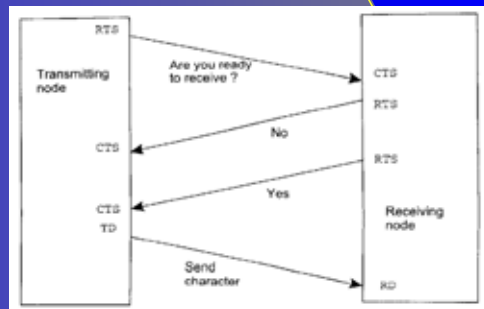 RTS
Transmitting
node
Are you ready
to receive ?
CTS
RTS
No
CTS
RTS
Yes
CTS
TD
Receiving
node
Send
character
RD